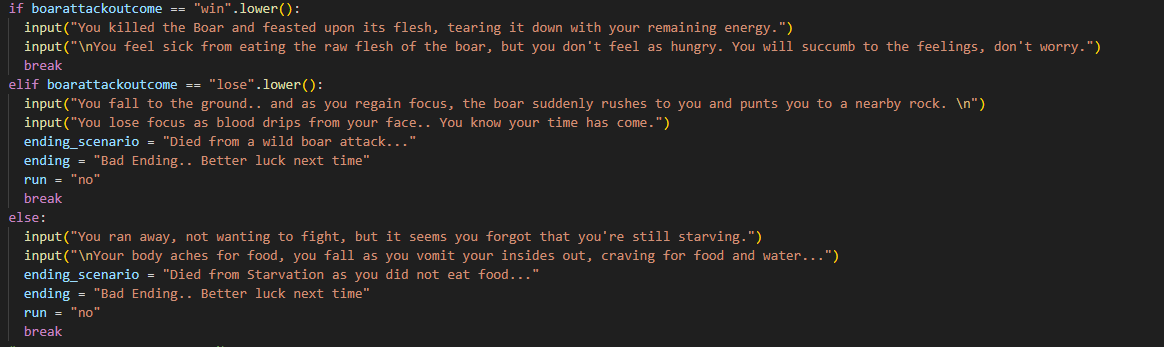 if boarattackoutcome == "win".lower():
input("You killed the Boar and feasted upon its flesh, tearing it down with your remaining energy.")
input("\nYou feel sick from eating the raw flesh of the boar, but you don't feel as hungry. You will succumb to the feelings, don't worry.")
break
elif boarattackoutcome == "lose".lower():
input("You fall to the ground.. and as you regain focus, the boar suddenly rushes to you and punts you to a nearby rock. \n")
input("You lose focus as blood drips from your face.. You know your time has come.")
ending_scenario = "Died from a wild boar attack..."
ending = "Bad Ending.. Better luck next time"
run = "no"
break
else:
input("You ran away, not wanting to fight, but it seems you forgot that you're still starving.")
input("\nYour body aches for food, you fall as you vomit your insides out, craving for food and water...")
ending_scenario = "Died from Starvation as you did not eat food..."
ending = "Bad Ending.. Better luck next time"
run = "no"
break